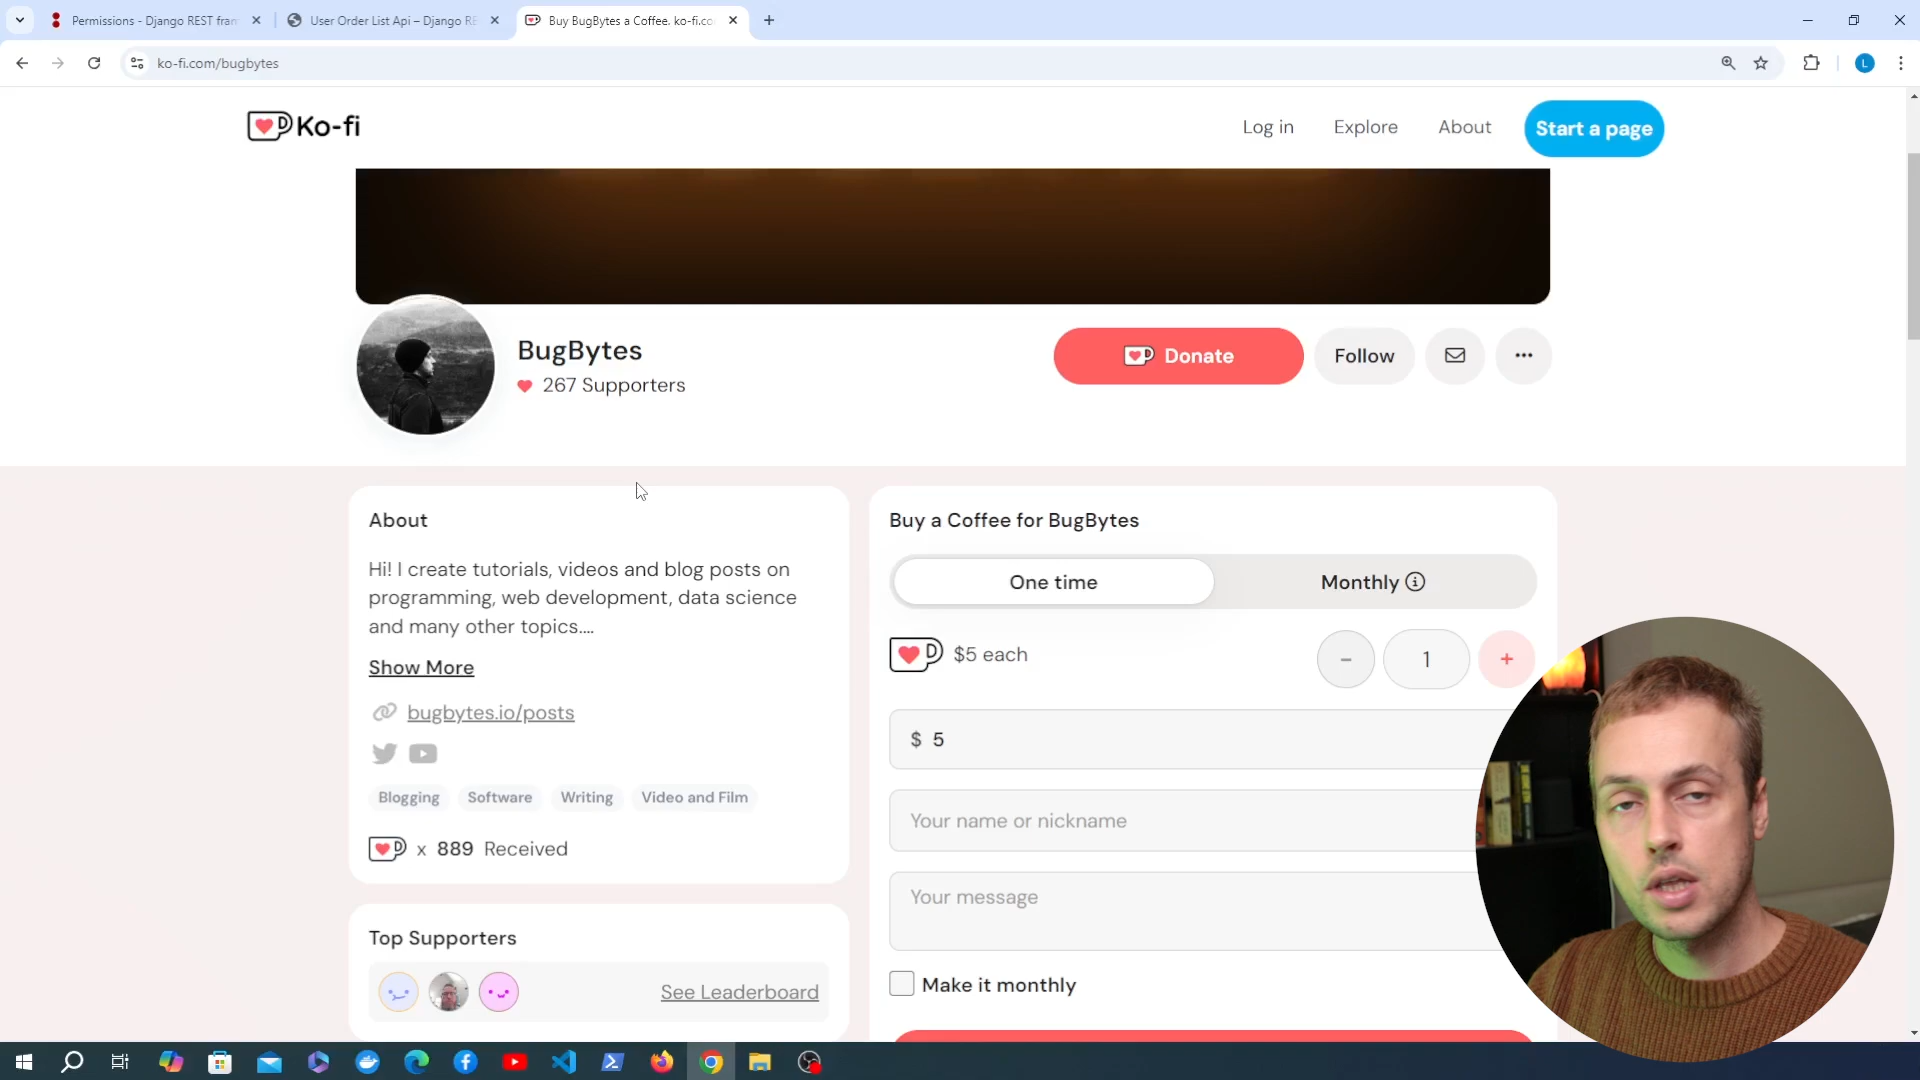 Permissions - Django REST fram
User Order List Api – Django RE
Buy BugBytes a Coffee. ko-fi.co
ko-fi.com/bugbytes
L
Ko-fi
Log in
Explore
About
Start a page
BugBytes
267 Supporters
Donate
Follow
About
Hi! I create tutorials, videos and blog posts on
programming, web development, data science
and many other topics....
Show More
bugbytes.io/posts
Blogging
Software
Writing
Video and Film
x 889 Received
Top Supporters
See Leaderboard
Buy a Coffee for BugBytes
One time
Monthly
$5 each
- 1 +
$ 5
Your name or nickname
Your message
Make it monthly